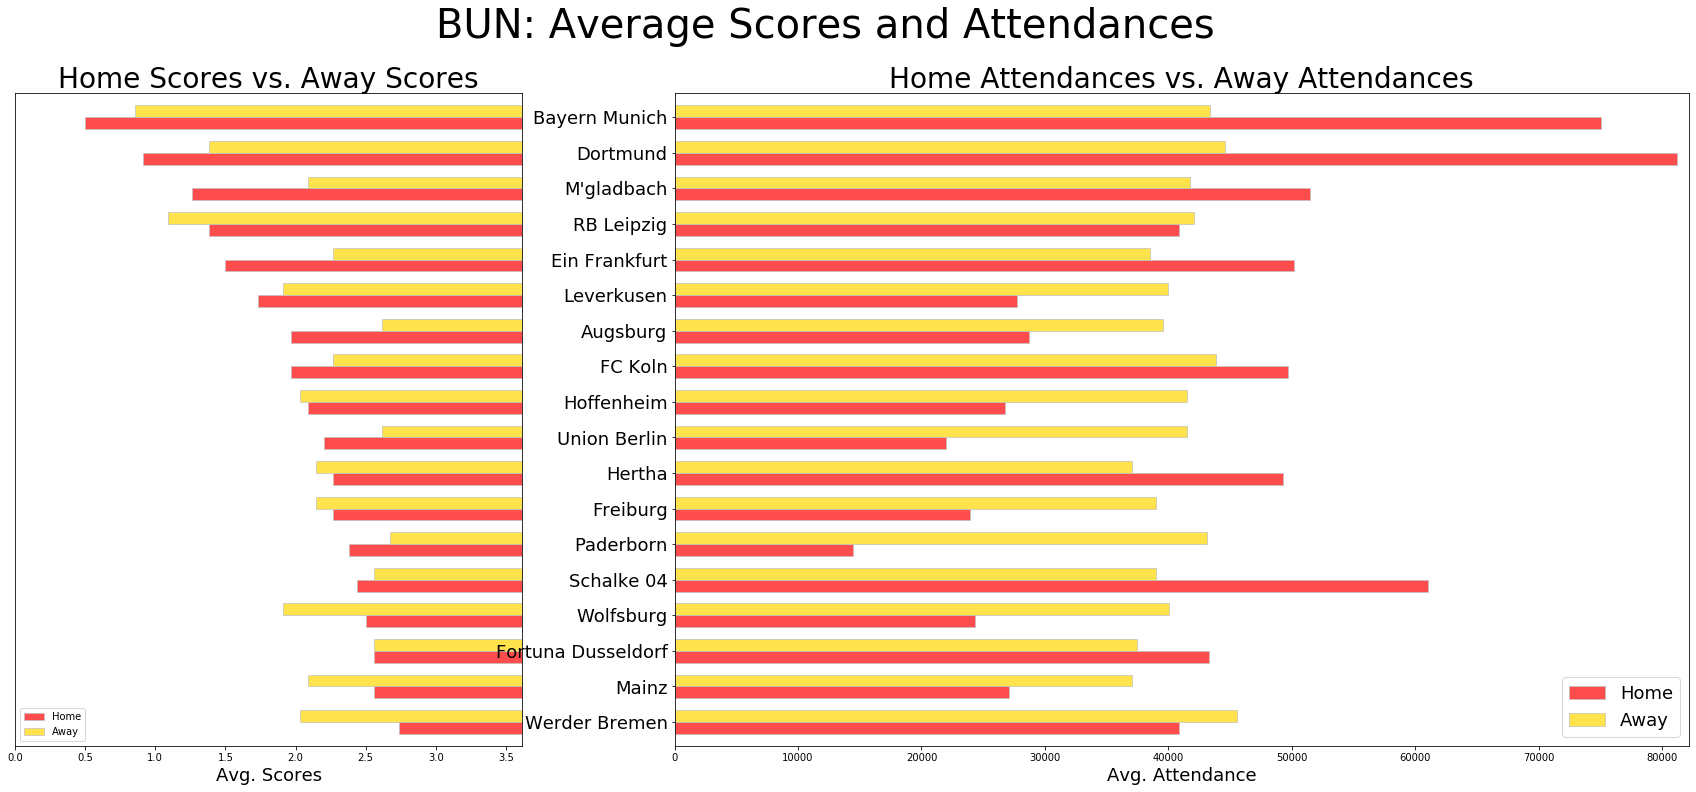 BUN: Average Scores and Attendances
Home Scores vs. Away Scores
Home Attendances vs. Away Attendances
Bayern Munich
Dortmund
M'gladbach
RB Leipzig
Ein Frankfurt
Leverkusen
Augsburg
FC Koln
Hoffenheim
Union Berlin
Hertha
Freiburg
Paderborn
Schalke 04
Wolfsburg
Fortuna Dusseldorf
Mainz
Werder Bremen
Home
Away
Home
Away
0.0 0.5 1.0 1.5 2.0 2.5 3.0 3.5
0 10000 20000 30000 40000 50000 60000 70000 80000
Avg. Scores
Avg. Attendance